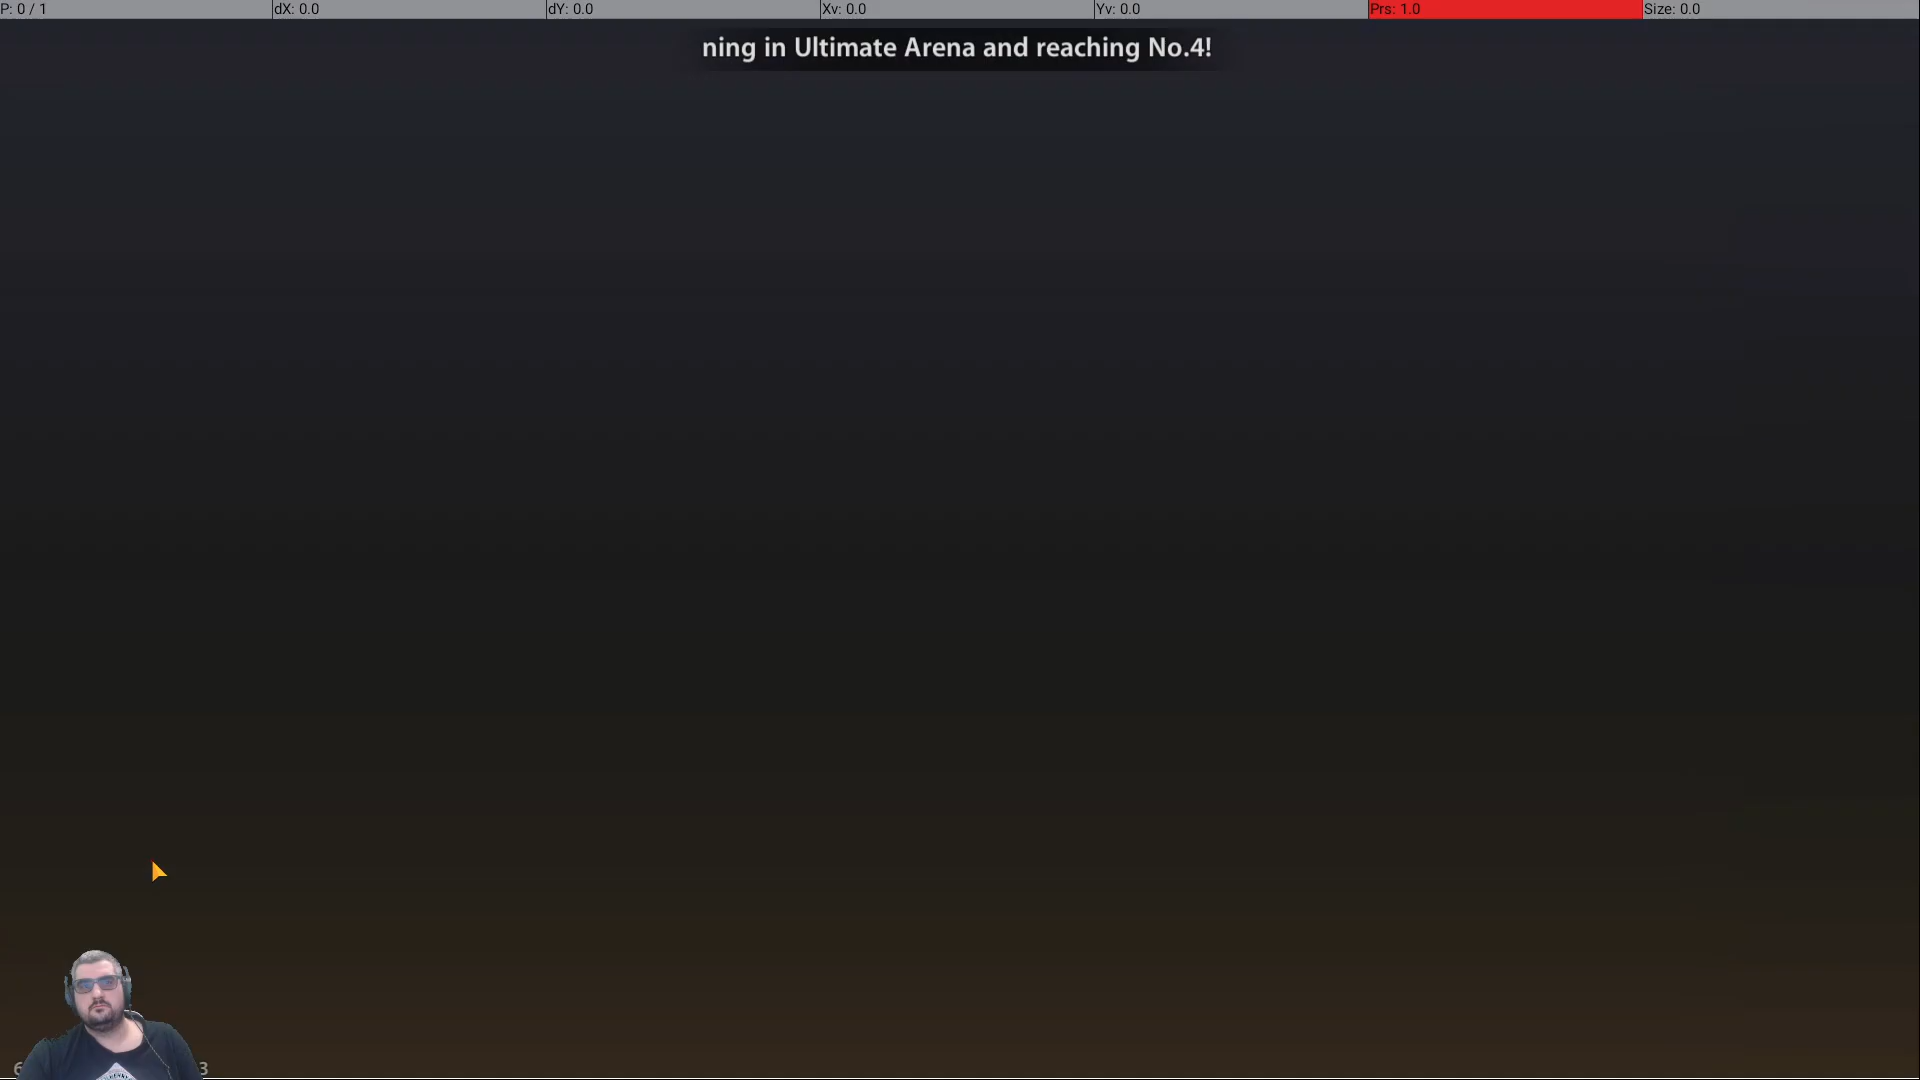 P: 0 / 1
dX: 0.0
dY: 0.0
Xv: 0.0
Yv: 0.0
Prs: 1.0
Size: 0.0
ning in Ultimate Arena and reaching No.4!